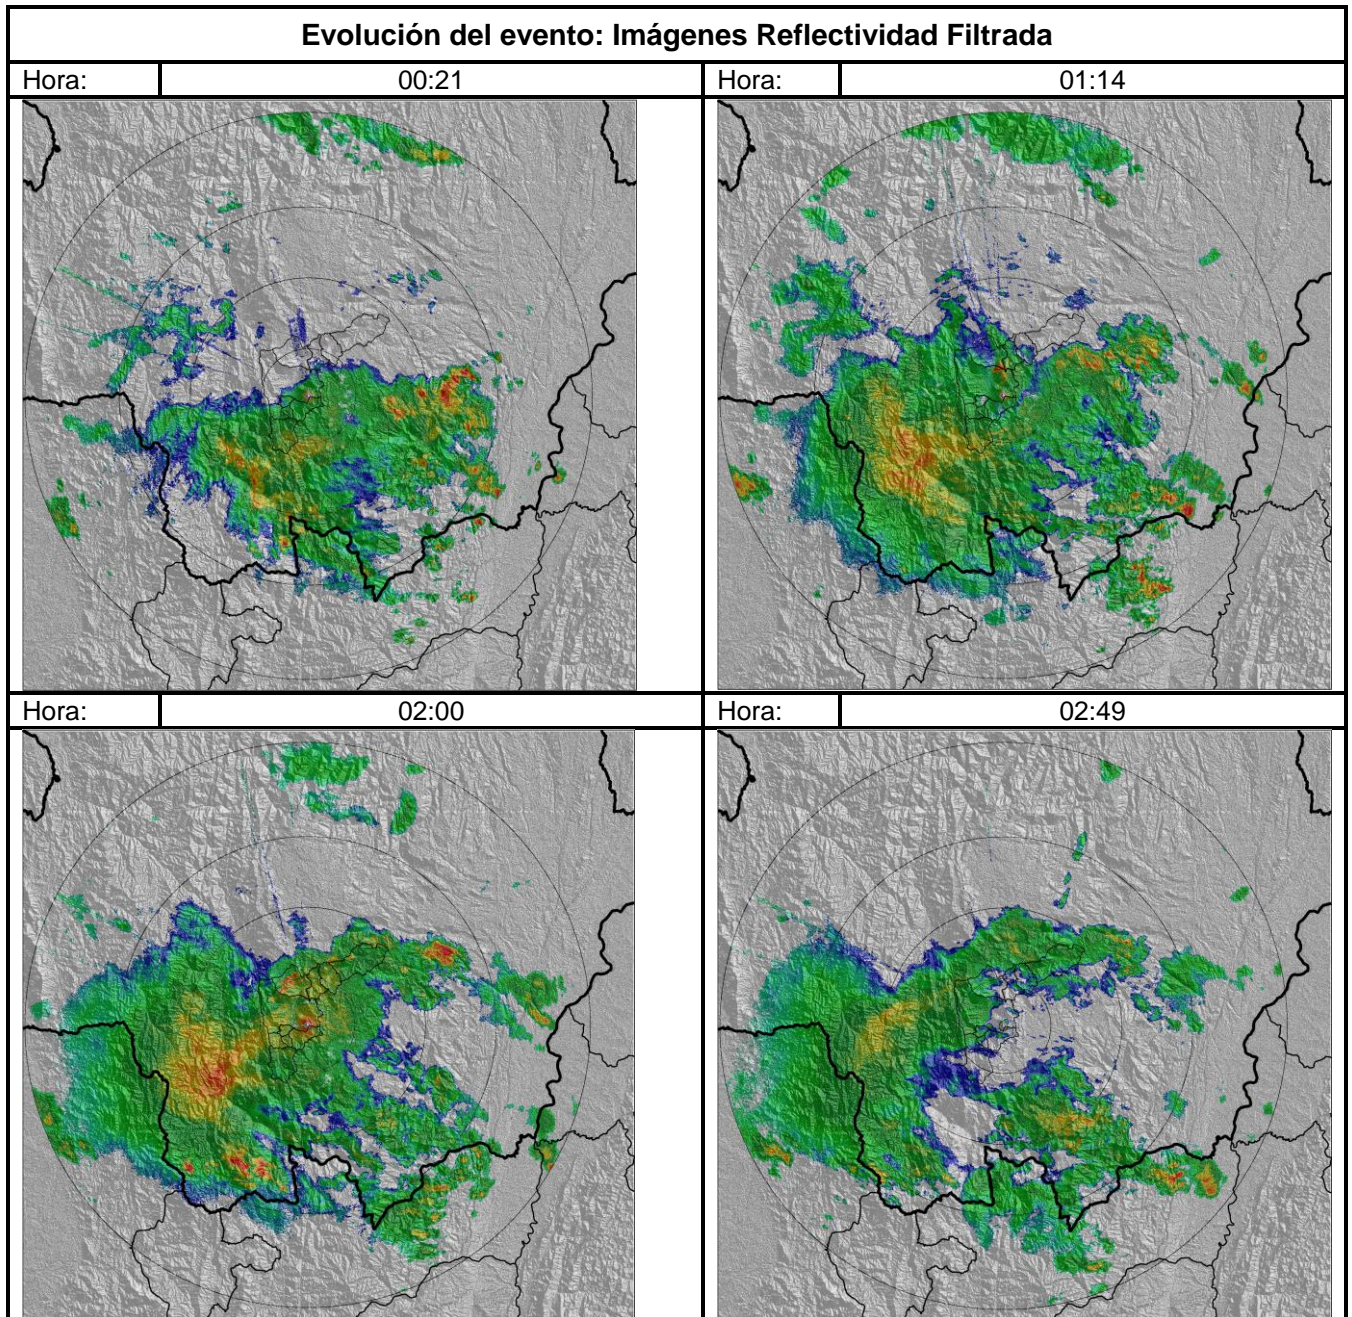 Evolución del evento: Imágenes Reflectividad Filtrada
Hora: 00:21 Hora: 01:14
Hora: 02:00 Hora: 02:49